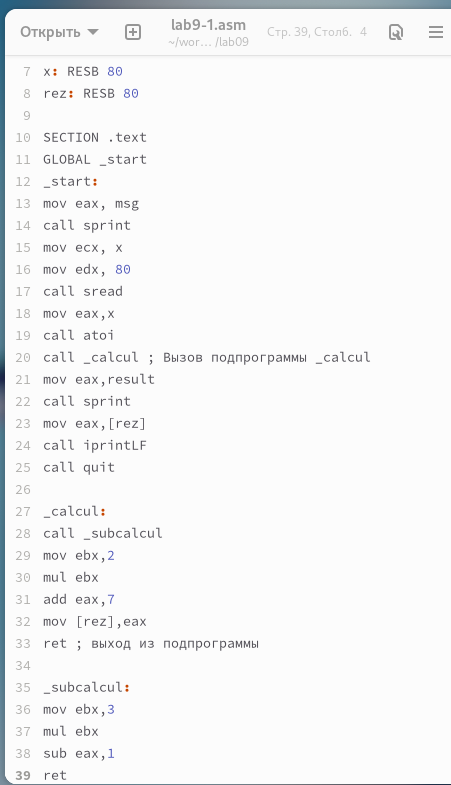 Открыть
lab9-1.asm
~/wor… /lab09
Стр. 39, Столб. 4
7 x: RESB 80
8 rez: RESB 80
9
10 SECTION .text
11 GLOBAL _start
12 _start:
13 mov eax, msg
14 call sprint
15 mov ecx, x
16 mov edx, 80
17 call sread
18 mov eax,x
19 call atoi
20 call _calcul ; Вызов подпрограммы _calcul
21 mov eax,result
22 call sprint
23 mov eax,[rez]
24 call iprintLF
25 call quit
26
27 _calcul:
28 call _subcalcul
29 mov ebx,2
30 mul ebx
31 add eax,7
32 mov [rez],eax
33 ret ; выход из подпрограммы
34
35 _subcalcul:
36 mov ebx,3
37 mul ebx
38 sub eax,1
39 ret